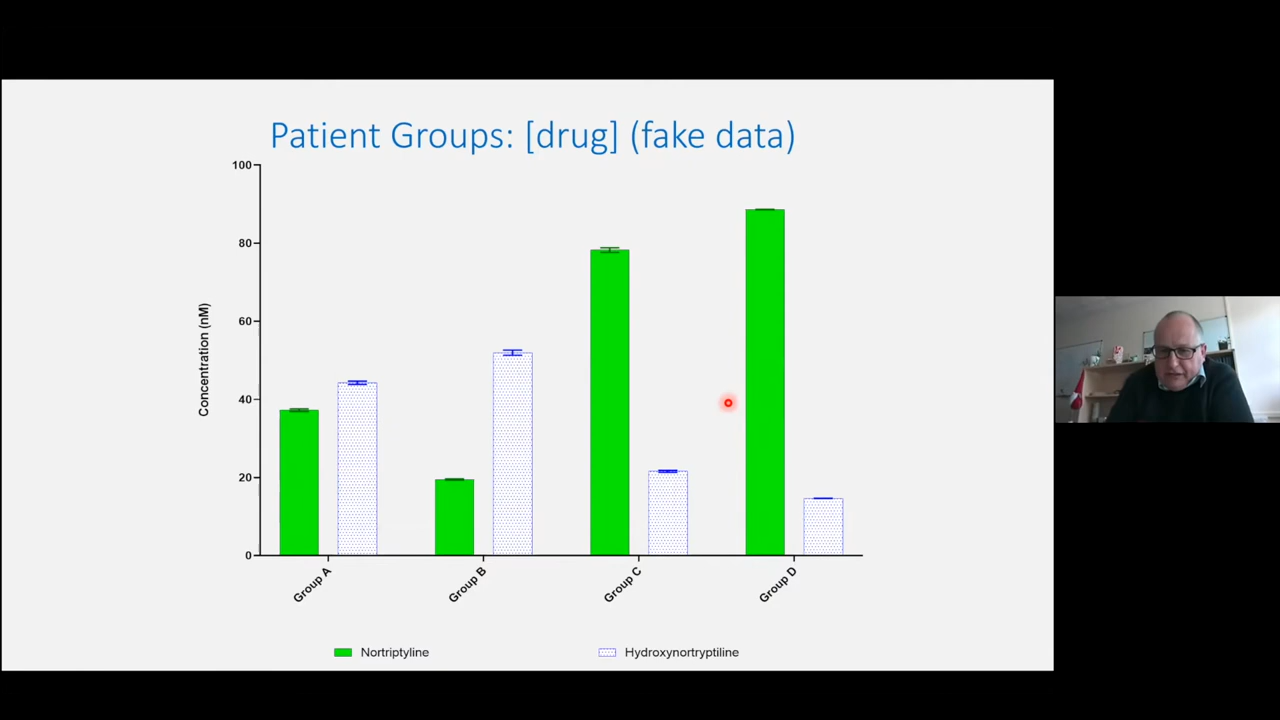 Patient Groups: [drug] (fake data)
100
80
60
40
20
0
Concentration (nM)
Group A
Group B
Group C
Group D
Nortriptyline
Hydroxynortryptiline